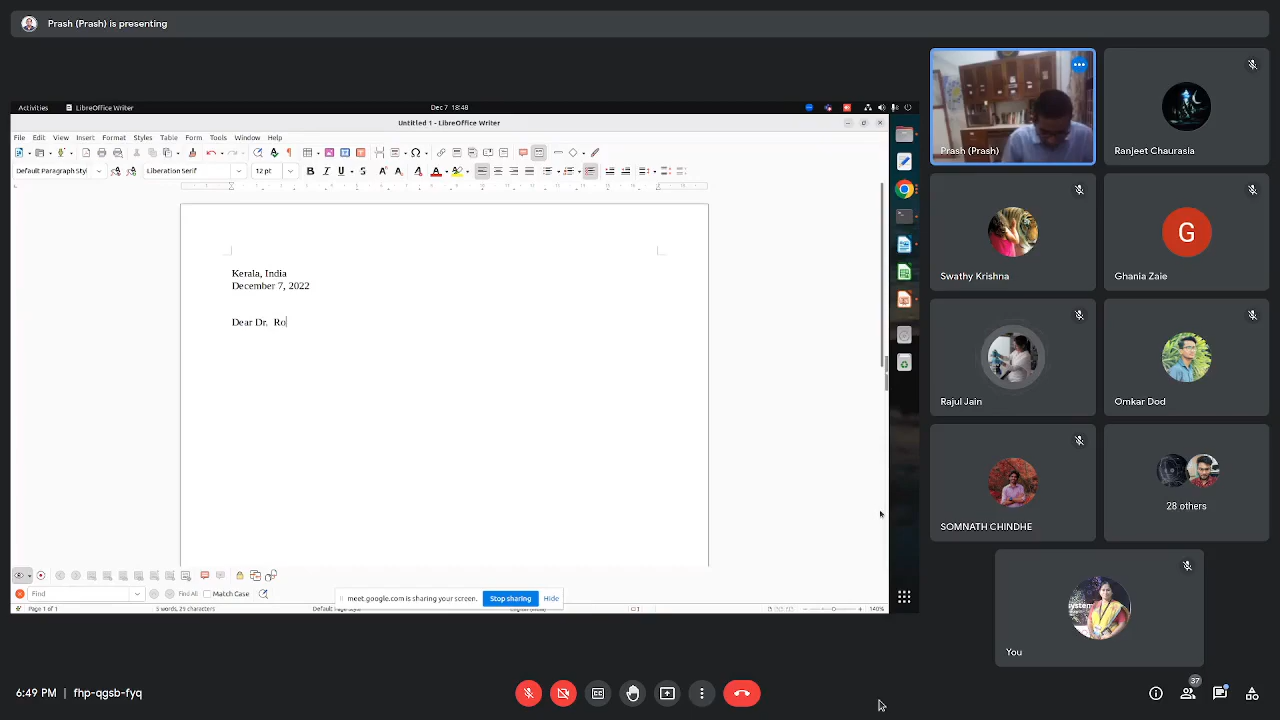 Prash (Prash) is presenting
Activities LibreOffice Writer Dec 7 18:48
Untitled 1 - LibreOffice Writer
File Edit View Insert Format Styles Table Form Tools Window Help
Default Paragraph Styl Liberation Serif 12 pt
Kerala, India
December 7, 2022
Dear Dr. Ro
Find Find All Match Case
meet.google.com is sharing your screen. Stop sharing Hide
Page 1 of 1 5 words, 29 characters 140%
Prash (Prash)
Ranjeet Chaurasia
Swathy Krishna
G
Ghania Zaie
Rajul Jain
Omkar Dod
SOMNATH CHINDHE
28 others
You
6:49 PM | fhp-qgsb-fyq
37